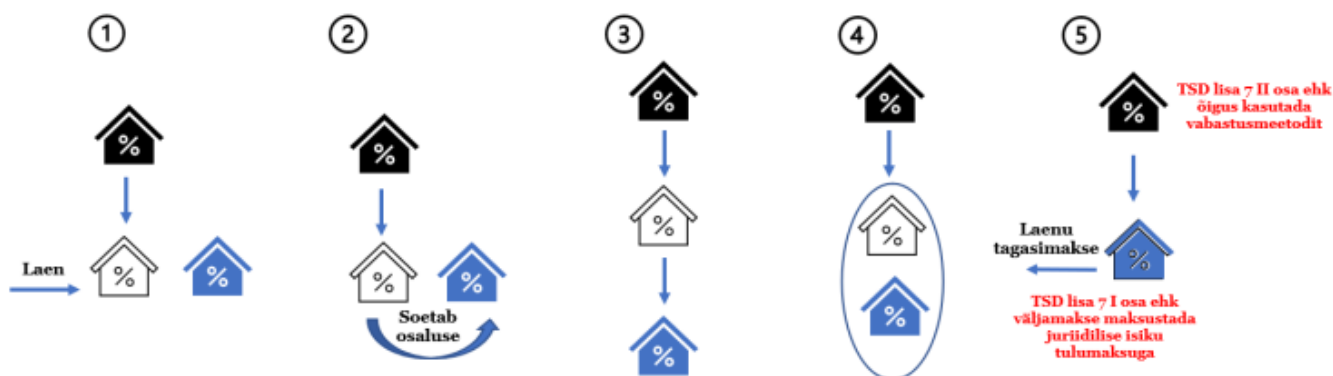 1
2
3
4
5
%
%
%
%
%
TSD lisa 7 II osa ehk
õigus kasutada
vabastusmeetodit
Laen
%
%
%
%
%
%
%
Soetab
osaluse
%
%
Laenu
tagasimakse
%
TSD lisa 7 I osa ehk
väljamakse maksustada
juriidilise isiku
tulumaksuga